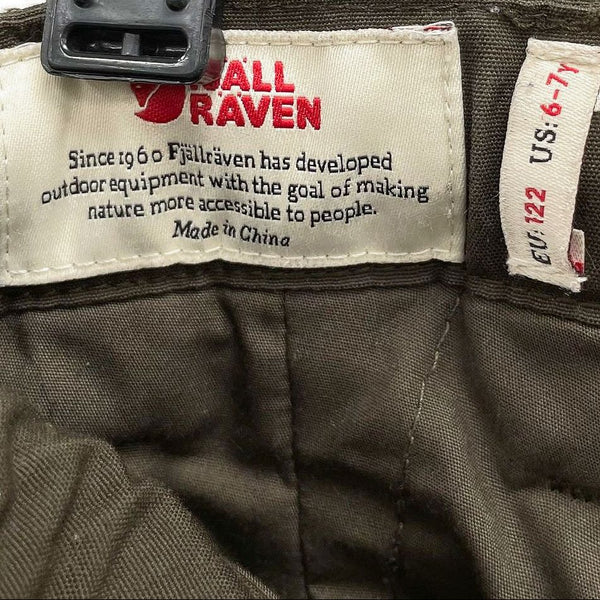 RÄVEN
Since 1960 Fjällräven has developed
outdoor equipment with the goal of making
nature more accessible to people.
Made in China
EU: 122 US: 6-7Y